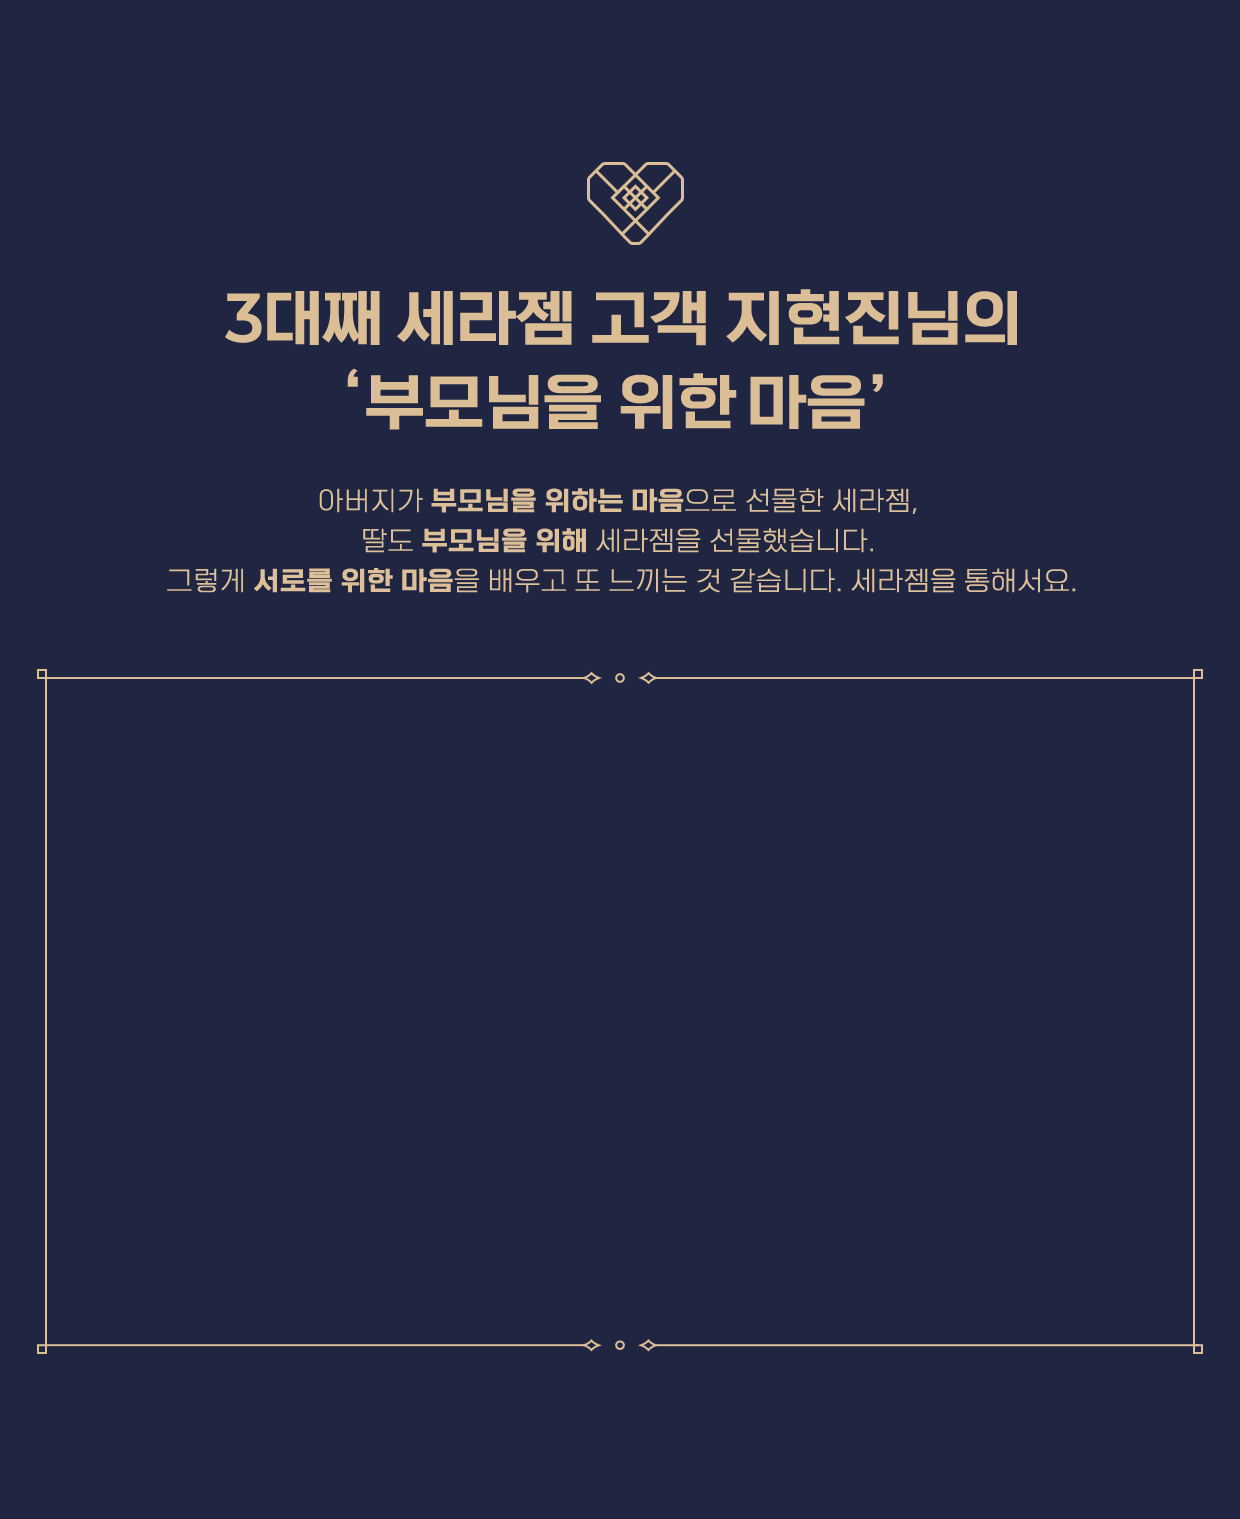 3대째 세라젬 고객 지현진님의
‘부모님을 위한 마음’
아버지가 부모님을 위하는 마음으로 선물한 세라젬,
딸도 부모님을 위해 세라젬을 선물했습니다.
그렇게 서로를 위한 마음을 배우고 또 느끼는 것 같습니다. 세라젬을 통해서요.